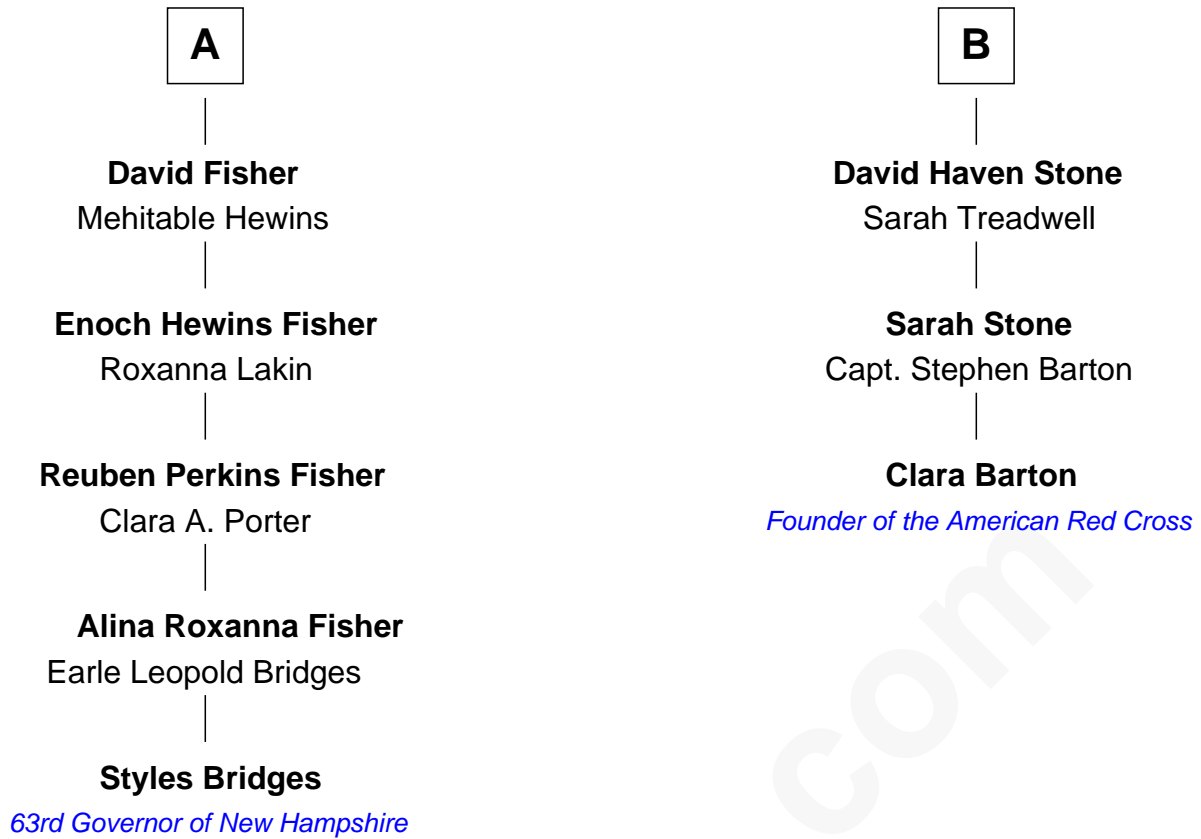 A
David Fisher
Mehitable Hewins
Enoch Hewins Fisher
Roxanna Lakin
Reuben Perkins Fisher
Clara A. Porter
Alina Roxanna Fisher
Earle Leopold Bridges
Styles Bridges
63rd Governor of New Hampshire
B
David Haven Stone
Sarah Treadwell
Sarah Stone
Capt. Stephen Barton
Clara Barton
Founder of the American Red Cross
com